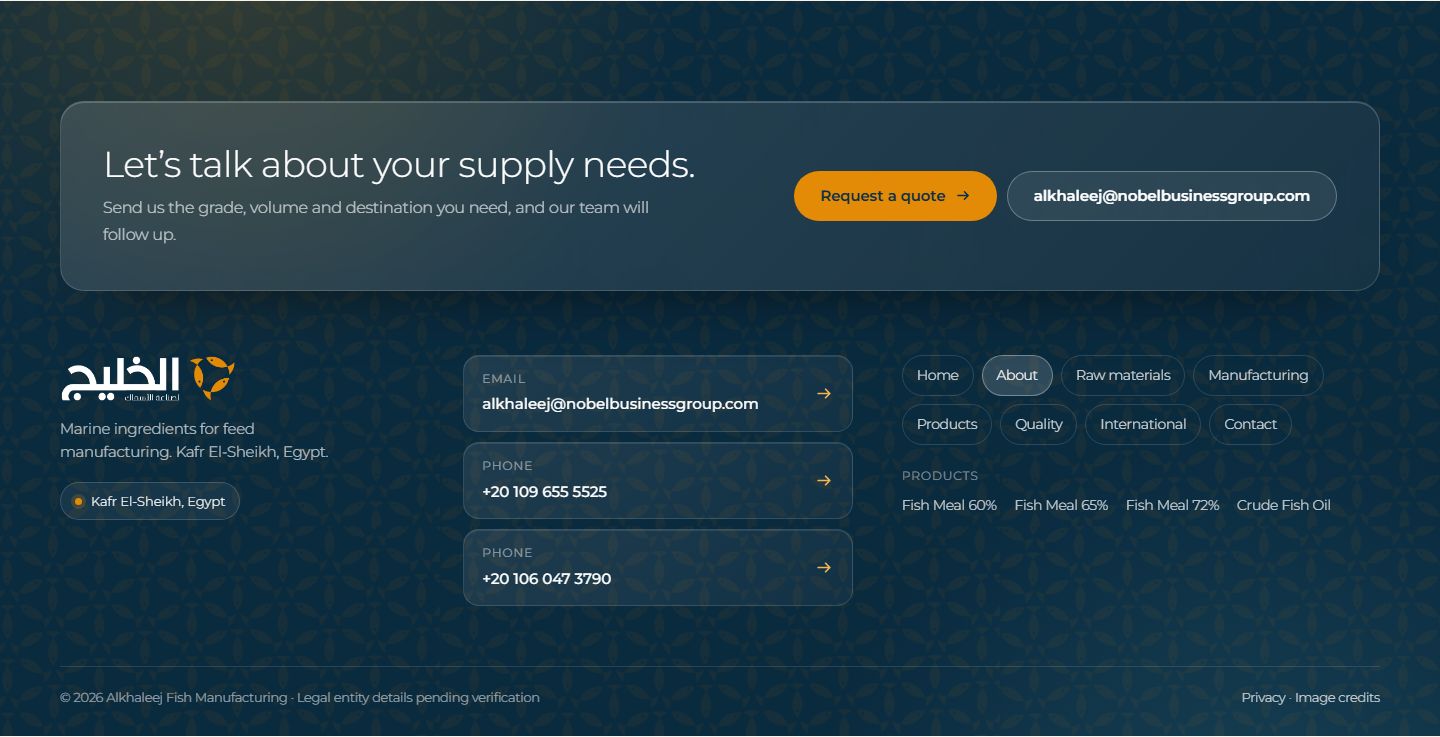 Let’s talk about your supply needs.
Send us the grade, volume and destination you need, and our team will
follow up.
Request a quote →
alkhaleej@nobelbusinessgroup.com
الخليج
لصناعة الأسماك
Marine ingredients for feed
manufacturing. Kafr El-Sheikh, Egypt.
Kafr El-Sheikh, Egypt
EMAIL
alkhaleej@nobelbusinessgroup.com →
PHONE
+20 109 655 5525 →
PHONE
+20 106 047 3790 →
Home About Raw materials Manufacturing
Products Quality International Contact
PRODUCTS
Fish Meal 60% Fish Meal 65% Fish Meal 72% Crude Fish Oil
© 2026 Alkhaleej Fish Manufacturing · Legal entity details pending verification
Privacy · Image credits